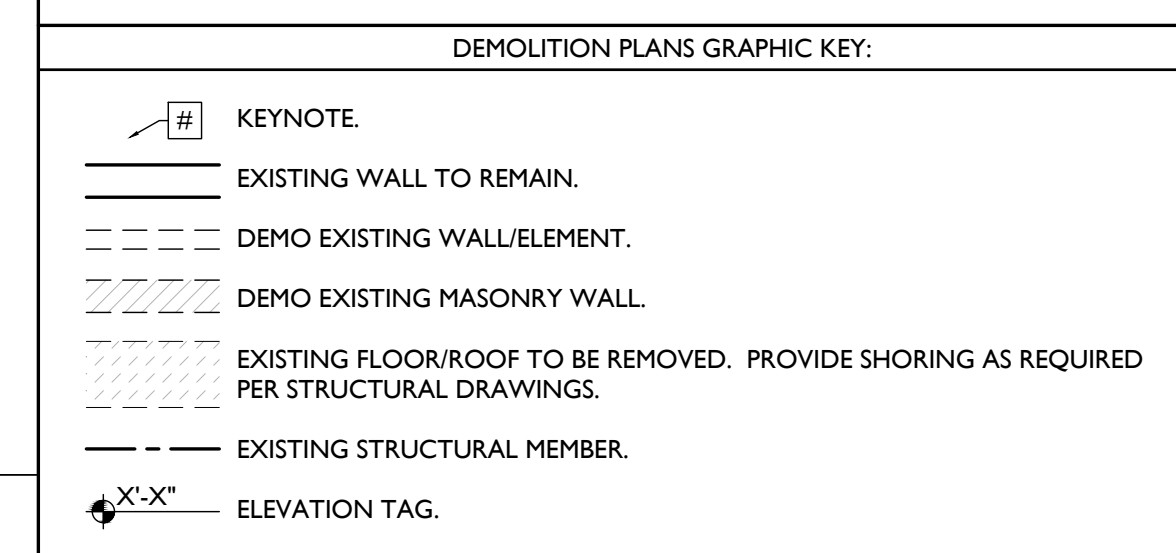 DEMOLITION PLANS GRAPHIC KEY:
# KEYNOTE.
EXISTING WALL TO REMAIN.
DEMO EXISTING WALL/ELEMENT.
DEMO EXISTING MASONRY WALL.
EXISTING FLOOR/ROOF TO BE REMOVED. PROVIDE SHORING AS REQUIRED
PER STRUCTURAL DRAWINGS.
EXISTING STRUCTURAL MEMBER.
X'-X" ELEVATION TAG.